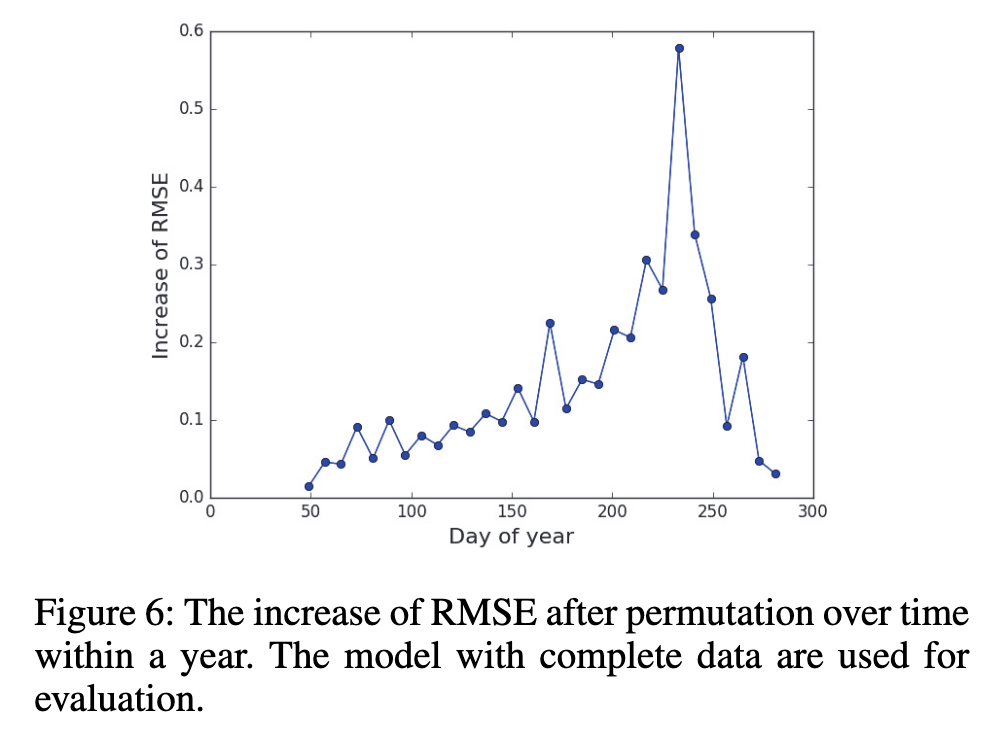 0.6
0.5
0.4
0.3
0.2
0.1
0.0
Increase of RMSE
0 50 100 150 200 250 300
Day of year
Figure 6: The increase of RMSE after permutation over time
within a year. The model with complete data are used for
evaluation.